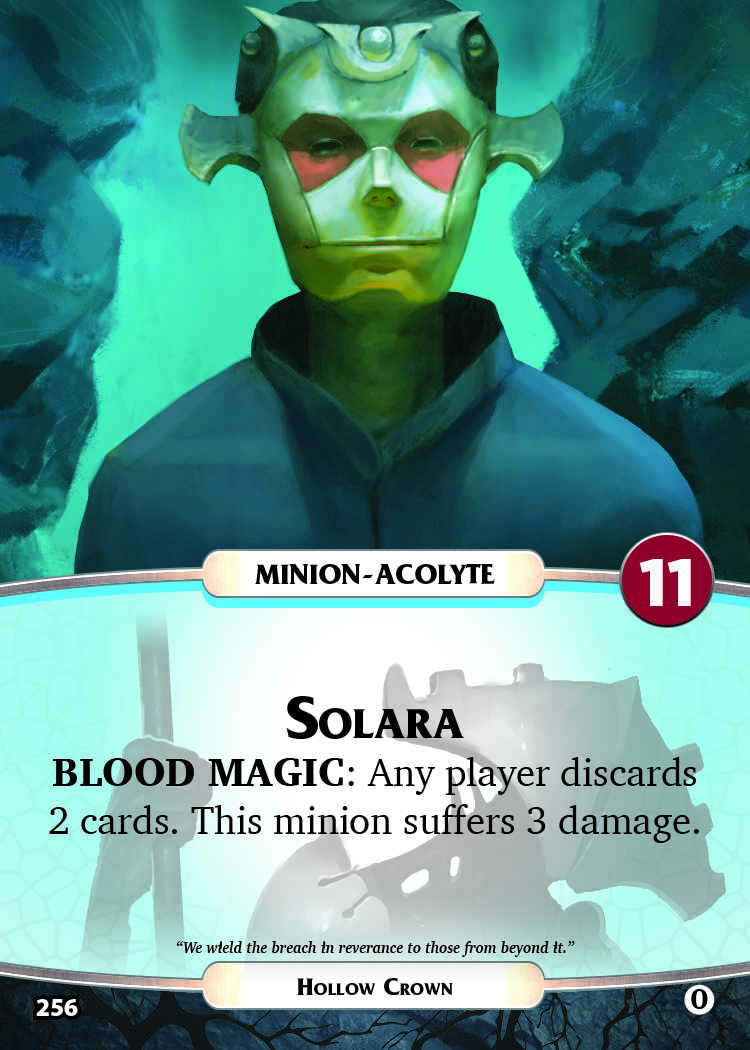 MINION-ACOLYTE
11
SOLARA
BLOOD MAGIC: Any player discards
2 cards. This minion suffers 3 damage.
“We wield the breach in reverance to those from beyond it.”
HOLLOW CROWN
256
0